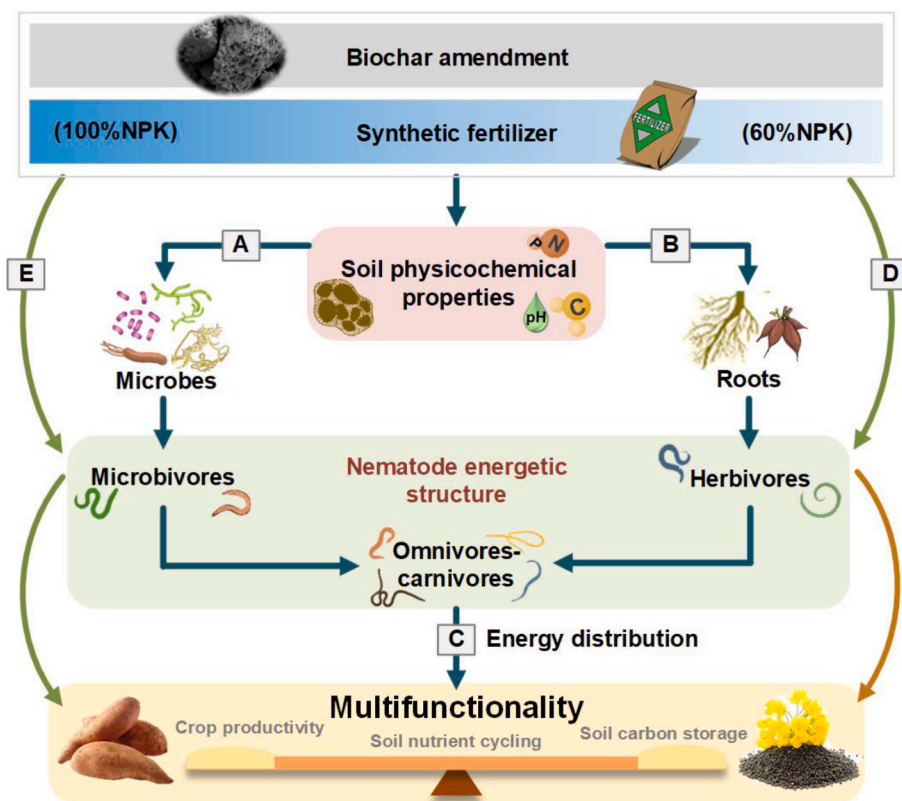 Biochar amendment
(100%NPK)
Synthetic fertilizer
FERTILIZER
(60%NPK)
A
B
E
D
P N
Soil physicochemical
properties
pH
C
Microbes
Roots
Microbivores
Nematode energetic
structure
Herbivores
Omnivores-
carnivores
C
Energy distribution
Multifunctionality
Crop productivity
Soil nutrient cycling
Soil carbon storage